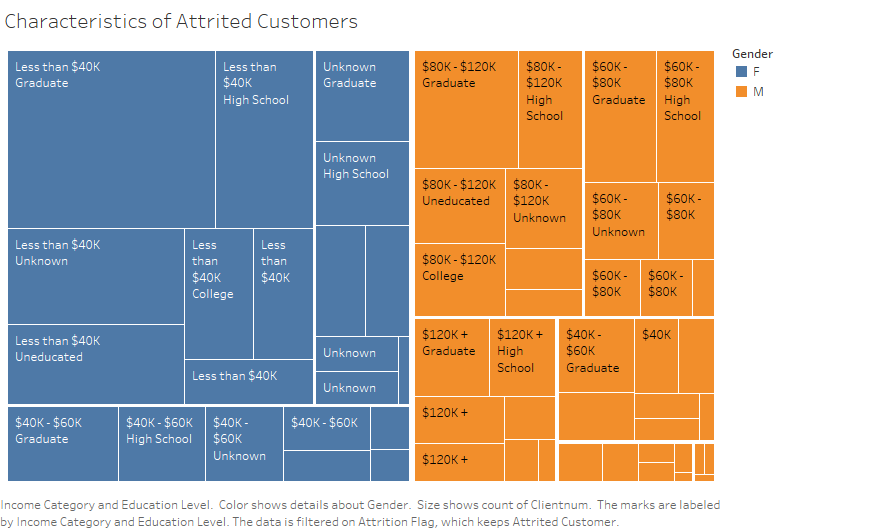 Characteristics of Attrited Customers
Less than $40K
Graduate
Less than
$40K
High School
Unknown
Graduate
Unknown
High School
Less than $40K
Unknown
Less
than
$40K
College
Less
than
$40K
Less than $40K
Uneducated
Less than $40K
Unknown
Unknown
$40K - $60K
Graduate
$40K - $60K
High School
$40K -
$60K
Unknown
$40K - $60K
$80K - $120K
Graduate
$80K -
$120K
High
School
$60K -
$80K
Graduate
$60K -
$80K
High
School
$80K - $120K
Uneducated
$80K -
$120K
Unknown
$60K -
$80K
Unknown
$60K -
$80K
$80K - $120K
College
$60K -
$80K
$60K -
$80K
$120K +
Graduate
$120K +
High
School
$40K -
$60K
Graduate
$40K
$120K +
$120K +
Gender
F
M
Income Category and Education Level.  Color shows details about Gender.  Size shows count of Clientnum.  The marks are labeled
by Income Category and Education Level. The data is filtered on Attrition Flag, which keeps Attrited Customer.